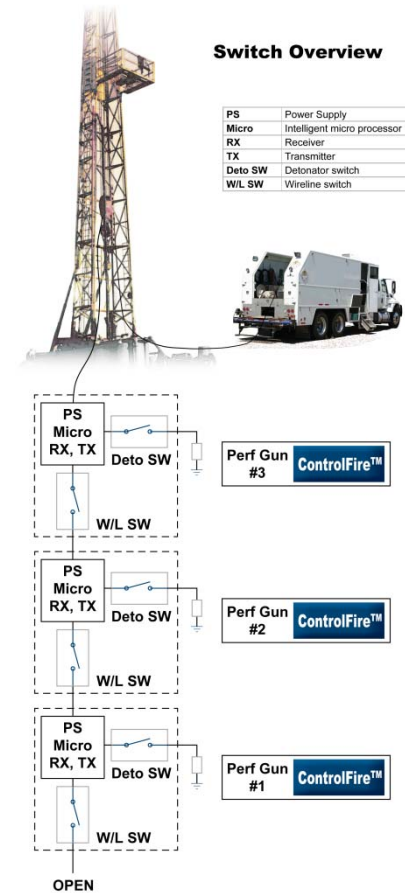 Switch Overview
PS Power Supply
Micro Intelligent micro processor
RX Receiver
TX Transmitter
Deto SW Detonator switch
W/L SW Wireline switch
PS
Micro
RX, TX
Deto SW
W/L SW
Perf Gun
#3
ControlFire™
PS
Micro
RX, TX
Deto SW
W/L SW
Perf Gun
#2
ControlFire™
PS
Micro
RX, TX
Deto SW
W/L SW
Perf Gun
#1
ControlFire™
OPEN